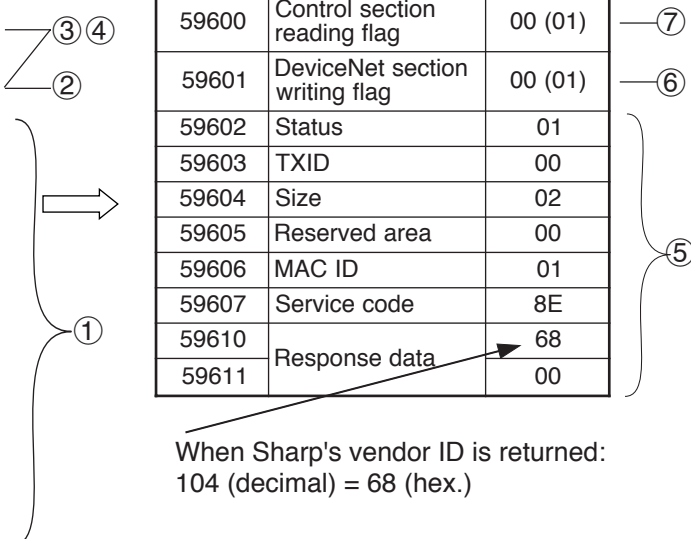 ③④
②
①
59600 Control section reading flag 00 (01) ⑦
59601 DeviceNet section writing flag 00 (01) ⑥
59602 Status 01
59603 TXID 00
59604 Size 02
59605 Reserved area 00
59606 MAC ID 01
59607 Service code 8E
59610 Response data 68
59611 00
⑤
When Sharp's vendor ID is returned:
104 (decimal) = 68 (hex.)